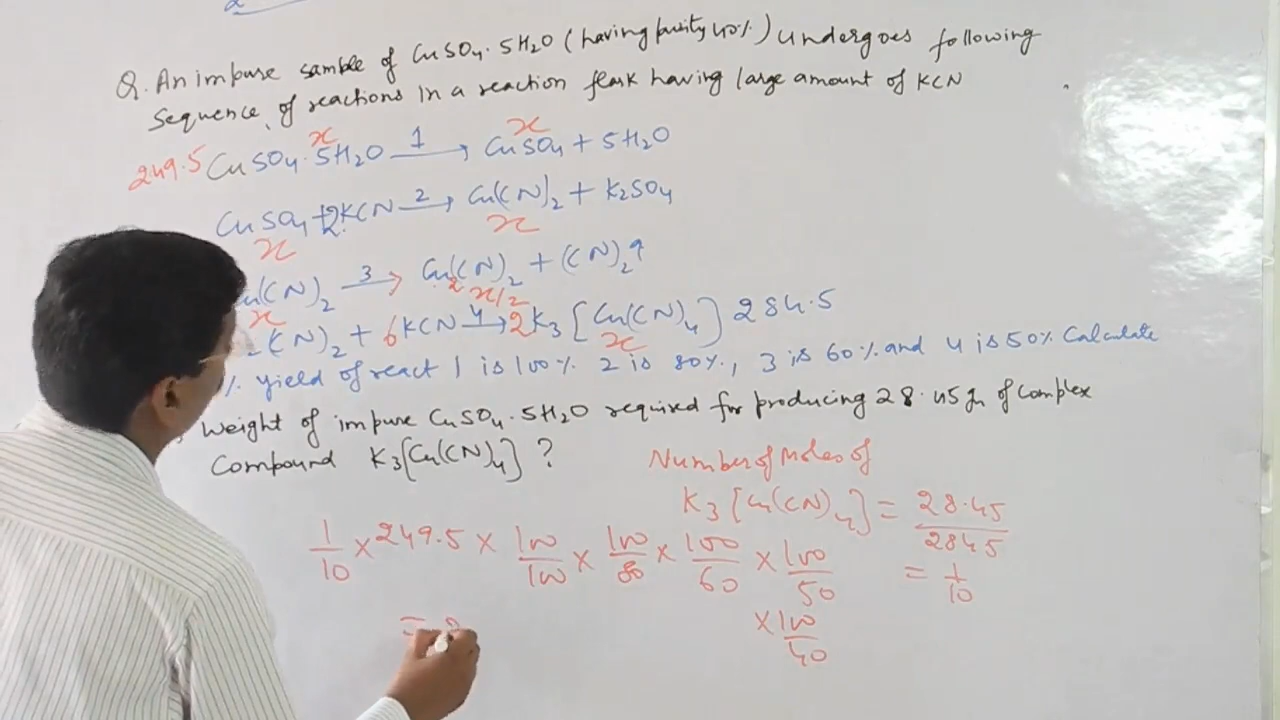 Q. An impure sample of CuSO4.5H2O (having purity 40%) undergoes following
sequence of reactions in a reaction flask having large amount of KCN
249.5 CuSO4.5H2O x 1→ CuSO4 x + 5H2O
CuSO4 + 2KCN 2→ Cu(CN)2 + K2SO4
x x
u(CN)2 3→ Cu2(CN)2 + (CN)2↑
x x/2
2(CN)2 + 6KCN 4→ 2K3[Cu(CN)4] 284.5
x
% yield of react 1 is 100% 2 is 80%, 3 is 60% and 4 is 50% Calculate
weight of impure CuSO4.5H2O required for producing 28.45 gm of complex
Compound K3[Cu(CN)4]?
Number of Moles of
K3[Cu(CN)4] = 28.45/2845
= 1/10
1/10 × 249.5 × 100/100 × 100/80 × 100/60 × 100/50
× 100/40
=